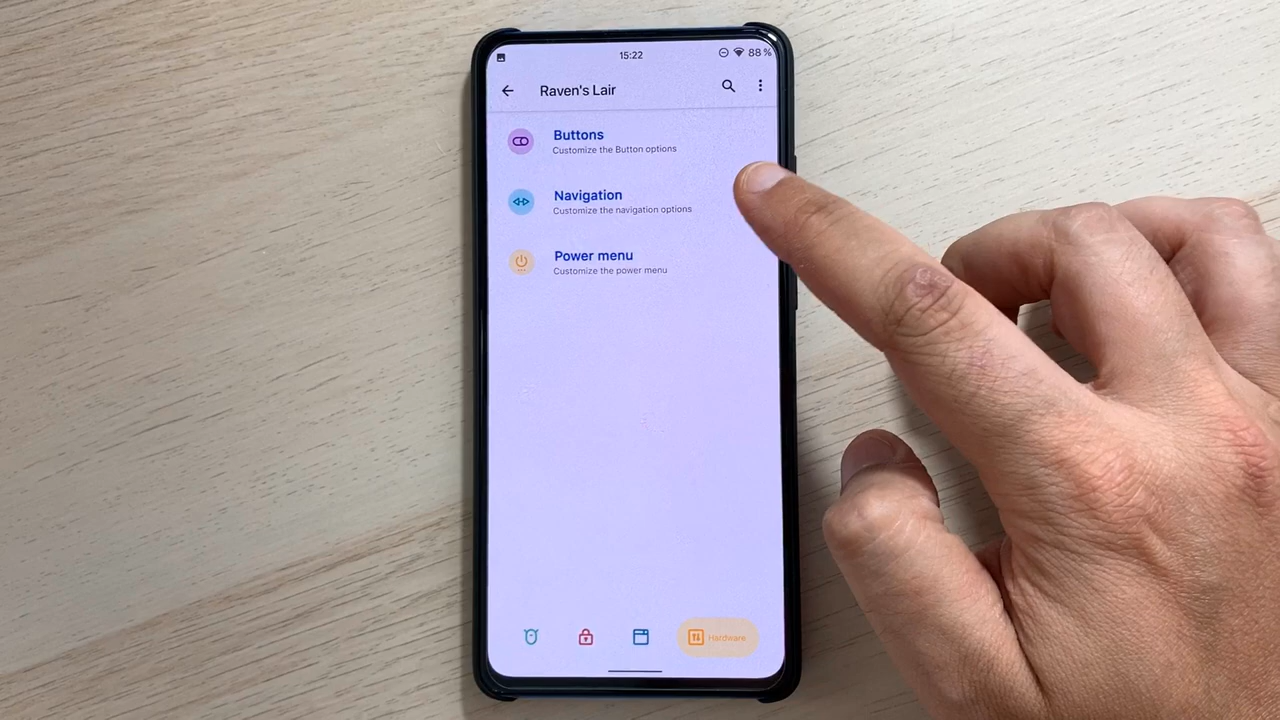 15:22
88 %
Raven's Lair
Buttons
Customize the Button options
Navigation
Customize the navigation options
Power menu
Customize the power menu
Hardware